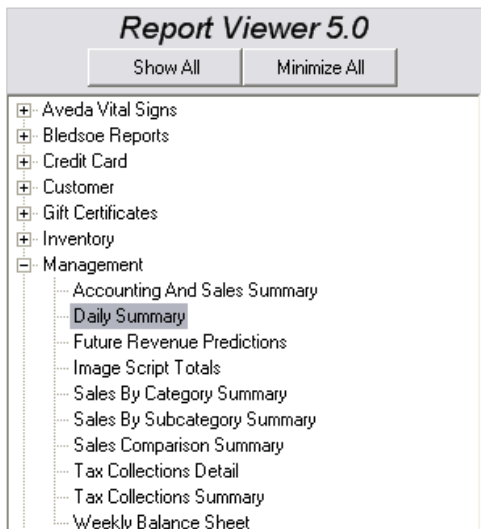 Report Viewer 5.0
Show All Minimize All
Aveda Vital Signs
Bledsoe Reports
Credit Card
Customer
Gift Certificates
Inventory
Management
Accounting And Sales Summary
Daily Summary
Future Revenue Predictions
Image Script Totals
Sales By Category Summary
Sales By Subcategory Summary
Sales Comparison Summary
Tax Collections Detail
Tax Collections Summary
Weekly Balance Sheet